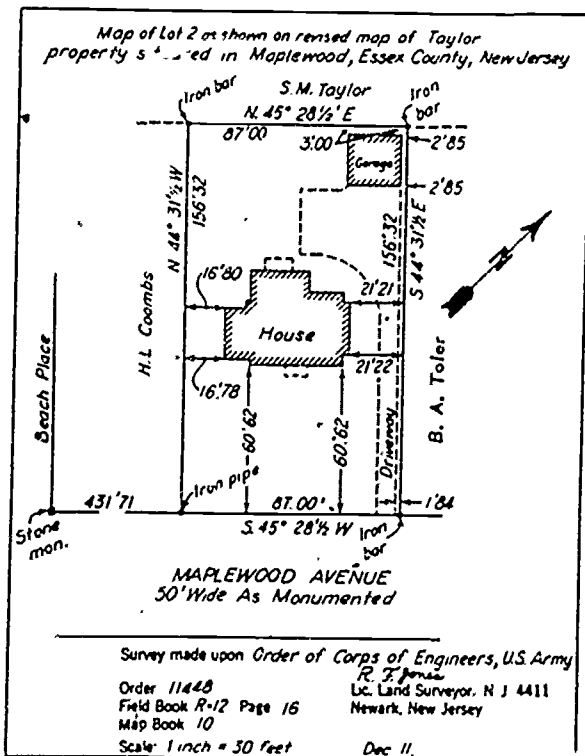 Map of Lot 2 as shown on revised map of Taylor
property in Maplewood, Essex County, New Jersey
S.M. Taylor
Iron bar
N. 45° 28½' E
Iron bar
87'00
3'00
2'85
Garage
2'85
N 44° 31½' W
156'32
156'32
S 44° 31½ E
N
H.L. Coombs
16'80
21'21
House
16'78
21'22
60'62
60'62
Driveway
B. A. Toler
Beach Place
Iron pipe
431'71
87.00'
1'84
Stone mon.
S. 45° 28½ W
Iron bar
MAPLEWOOD AVENUE
50' Wide As Monumented
Survey made upon Order of Corps of Engineers, U.S. Army
R. F. Jones
Order 11448
Lic. Land Surveyor, N J 4411
Field Book R-12 Page 16
Newark, New Jersey
Map Book 10
Scale 1 inch = 30 feet
Dec 11,